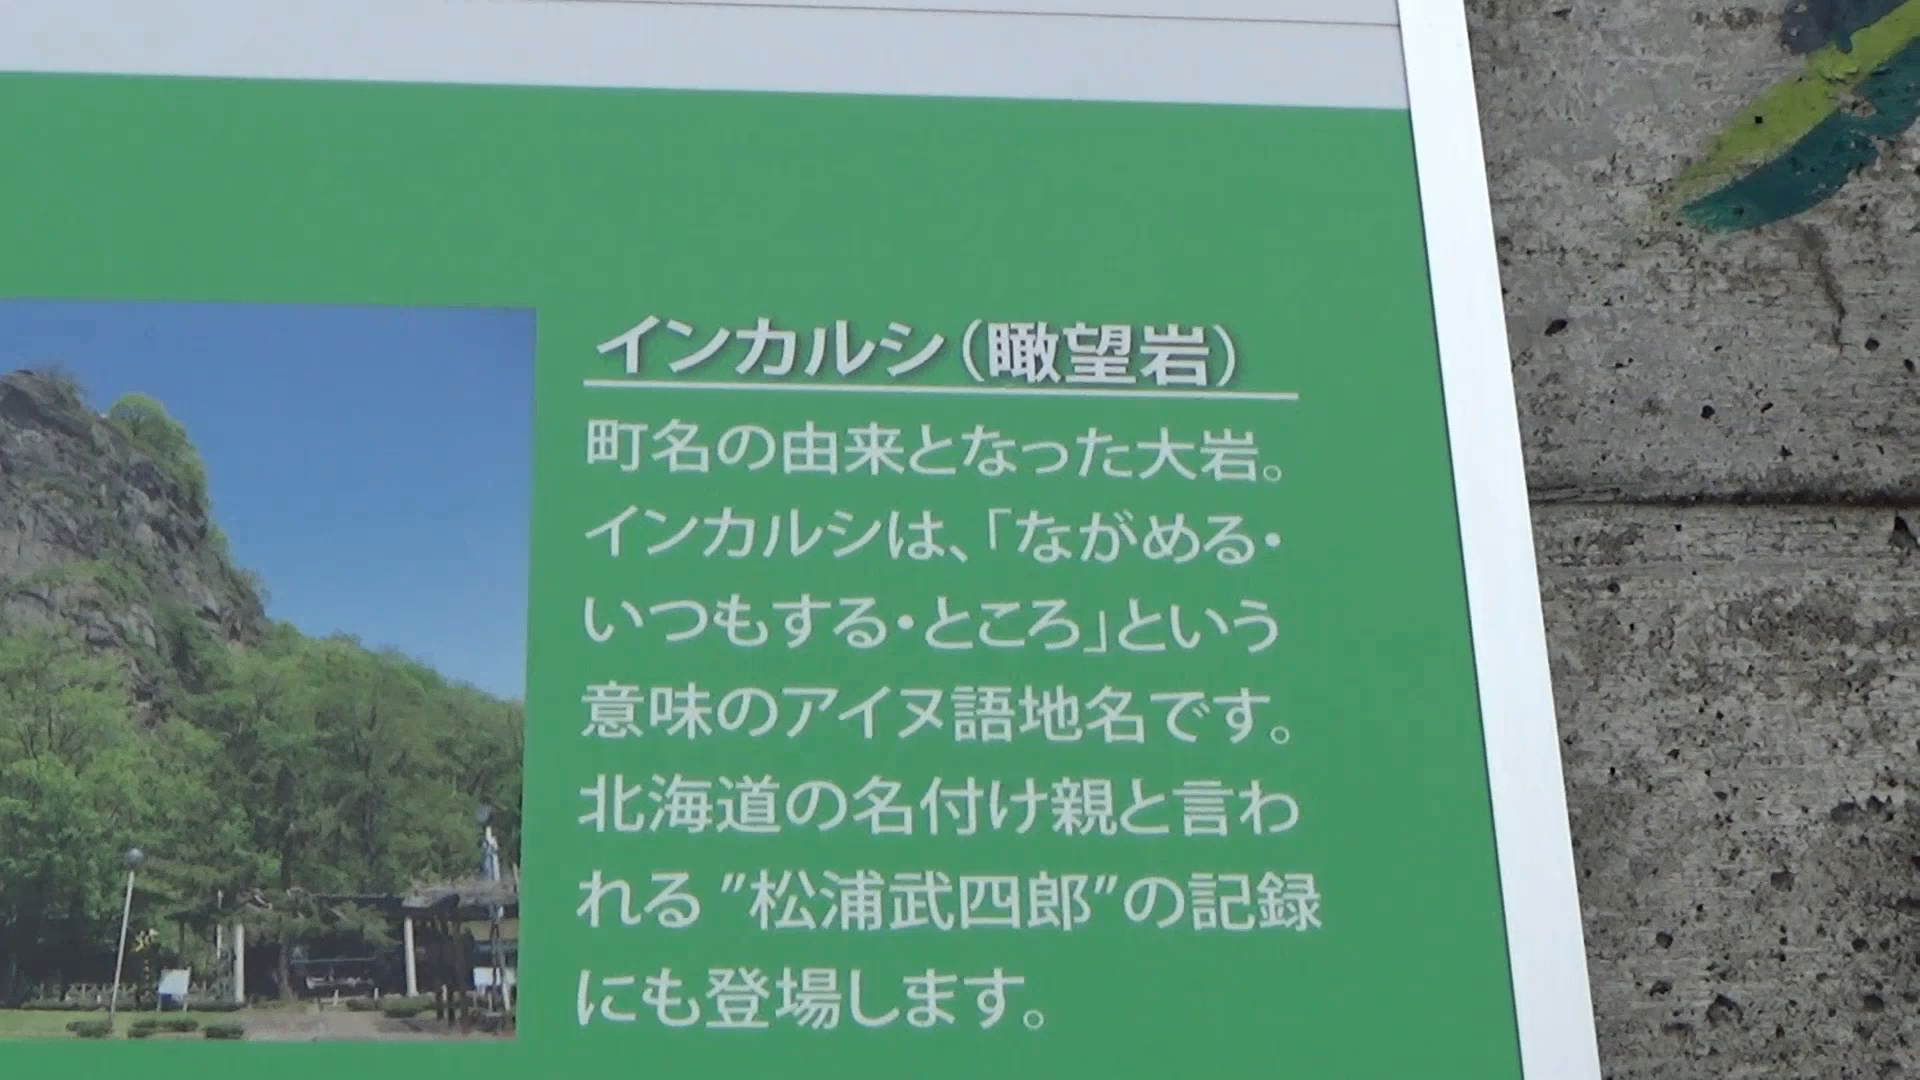 インカルシ（瞰望岩）
町名の由来となった大岩。
インカルシは、「ながめる・
いつもする・ところ」という
意味のアイヌ語地名です。
北海道の名付け親と言わ
れる"松浦武四郎"の記録
にも登場します。